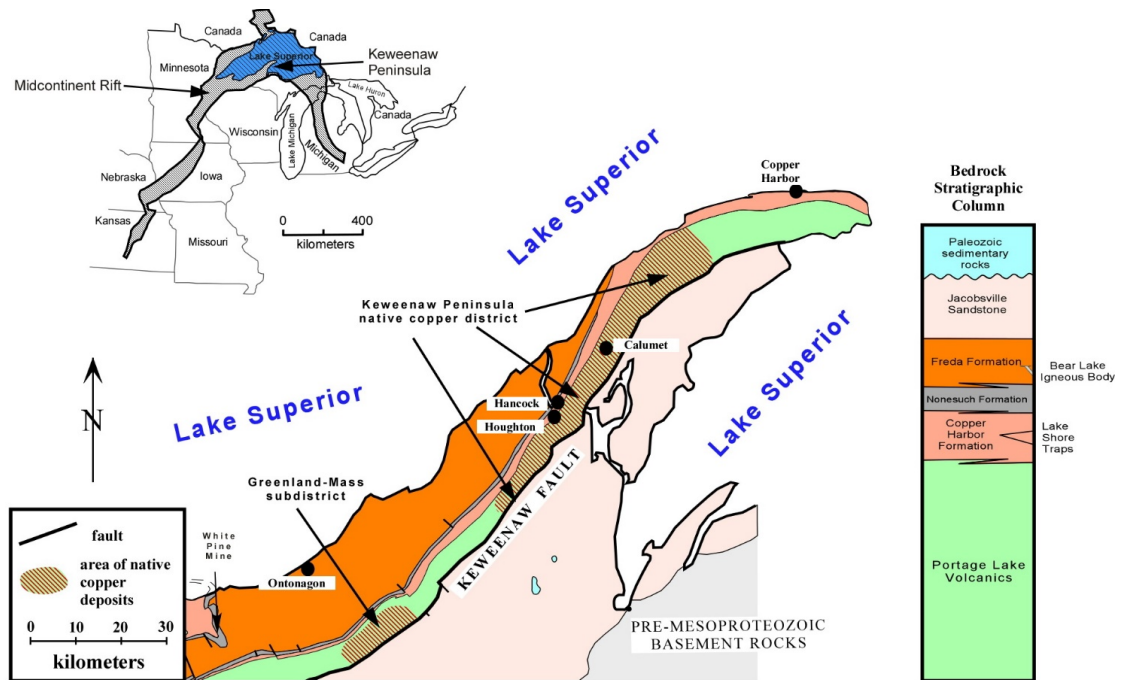 Canada
Canada
Minnesota
Lake Superior
Keweenaw
Peninsula
Midcontinent Rift
Lake Huron
Canada
Wisconsin
Lake Michigan
Michigan
Nebraska
Iowa
Kansas
Missouri
0 400
kilometers
Lake Superior
Copper
Harbor
Keweenaw Peninsula
native copper district
Calumet
Lake Superior
Hancock
Houghton
Lake Superior
N
Greenland-Mass
subdistrict
KEWEENAW FAULT
White
Pine
Mine
Ontonagon
PRE-MESOPROTEOZOIC
BASEMENT ROCKS
fault
area of native
copper
deposits
0 10 20 30
kilometers
Bedrock
Stratigraphic
Column
Paleozoic
sedimentary
rocks
Jacobsville
Sandstone
Freda Formation
Bear Lake
Igneous Body
Nonesuch Formation
Copper
Harbor
Formation
Lake
Shore
Traps
Portage Lake
Volcanics